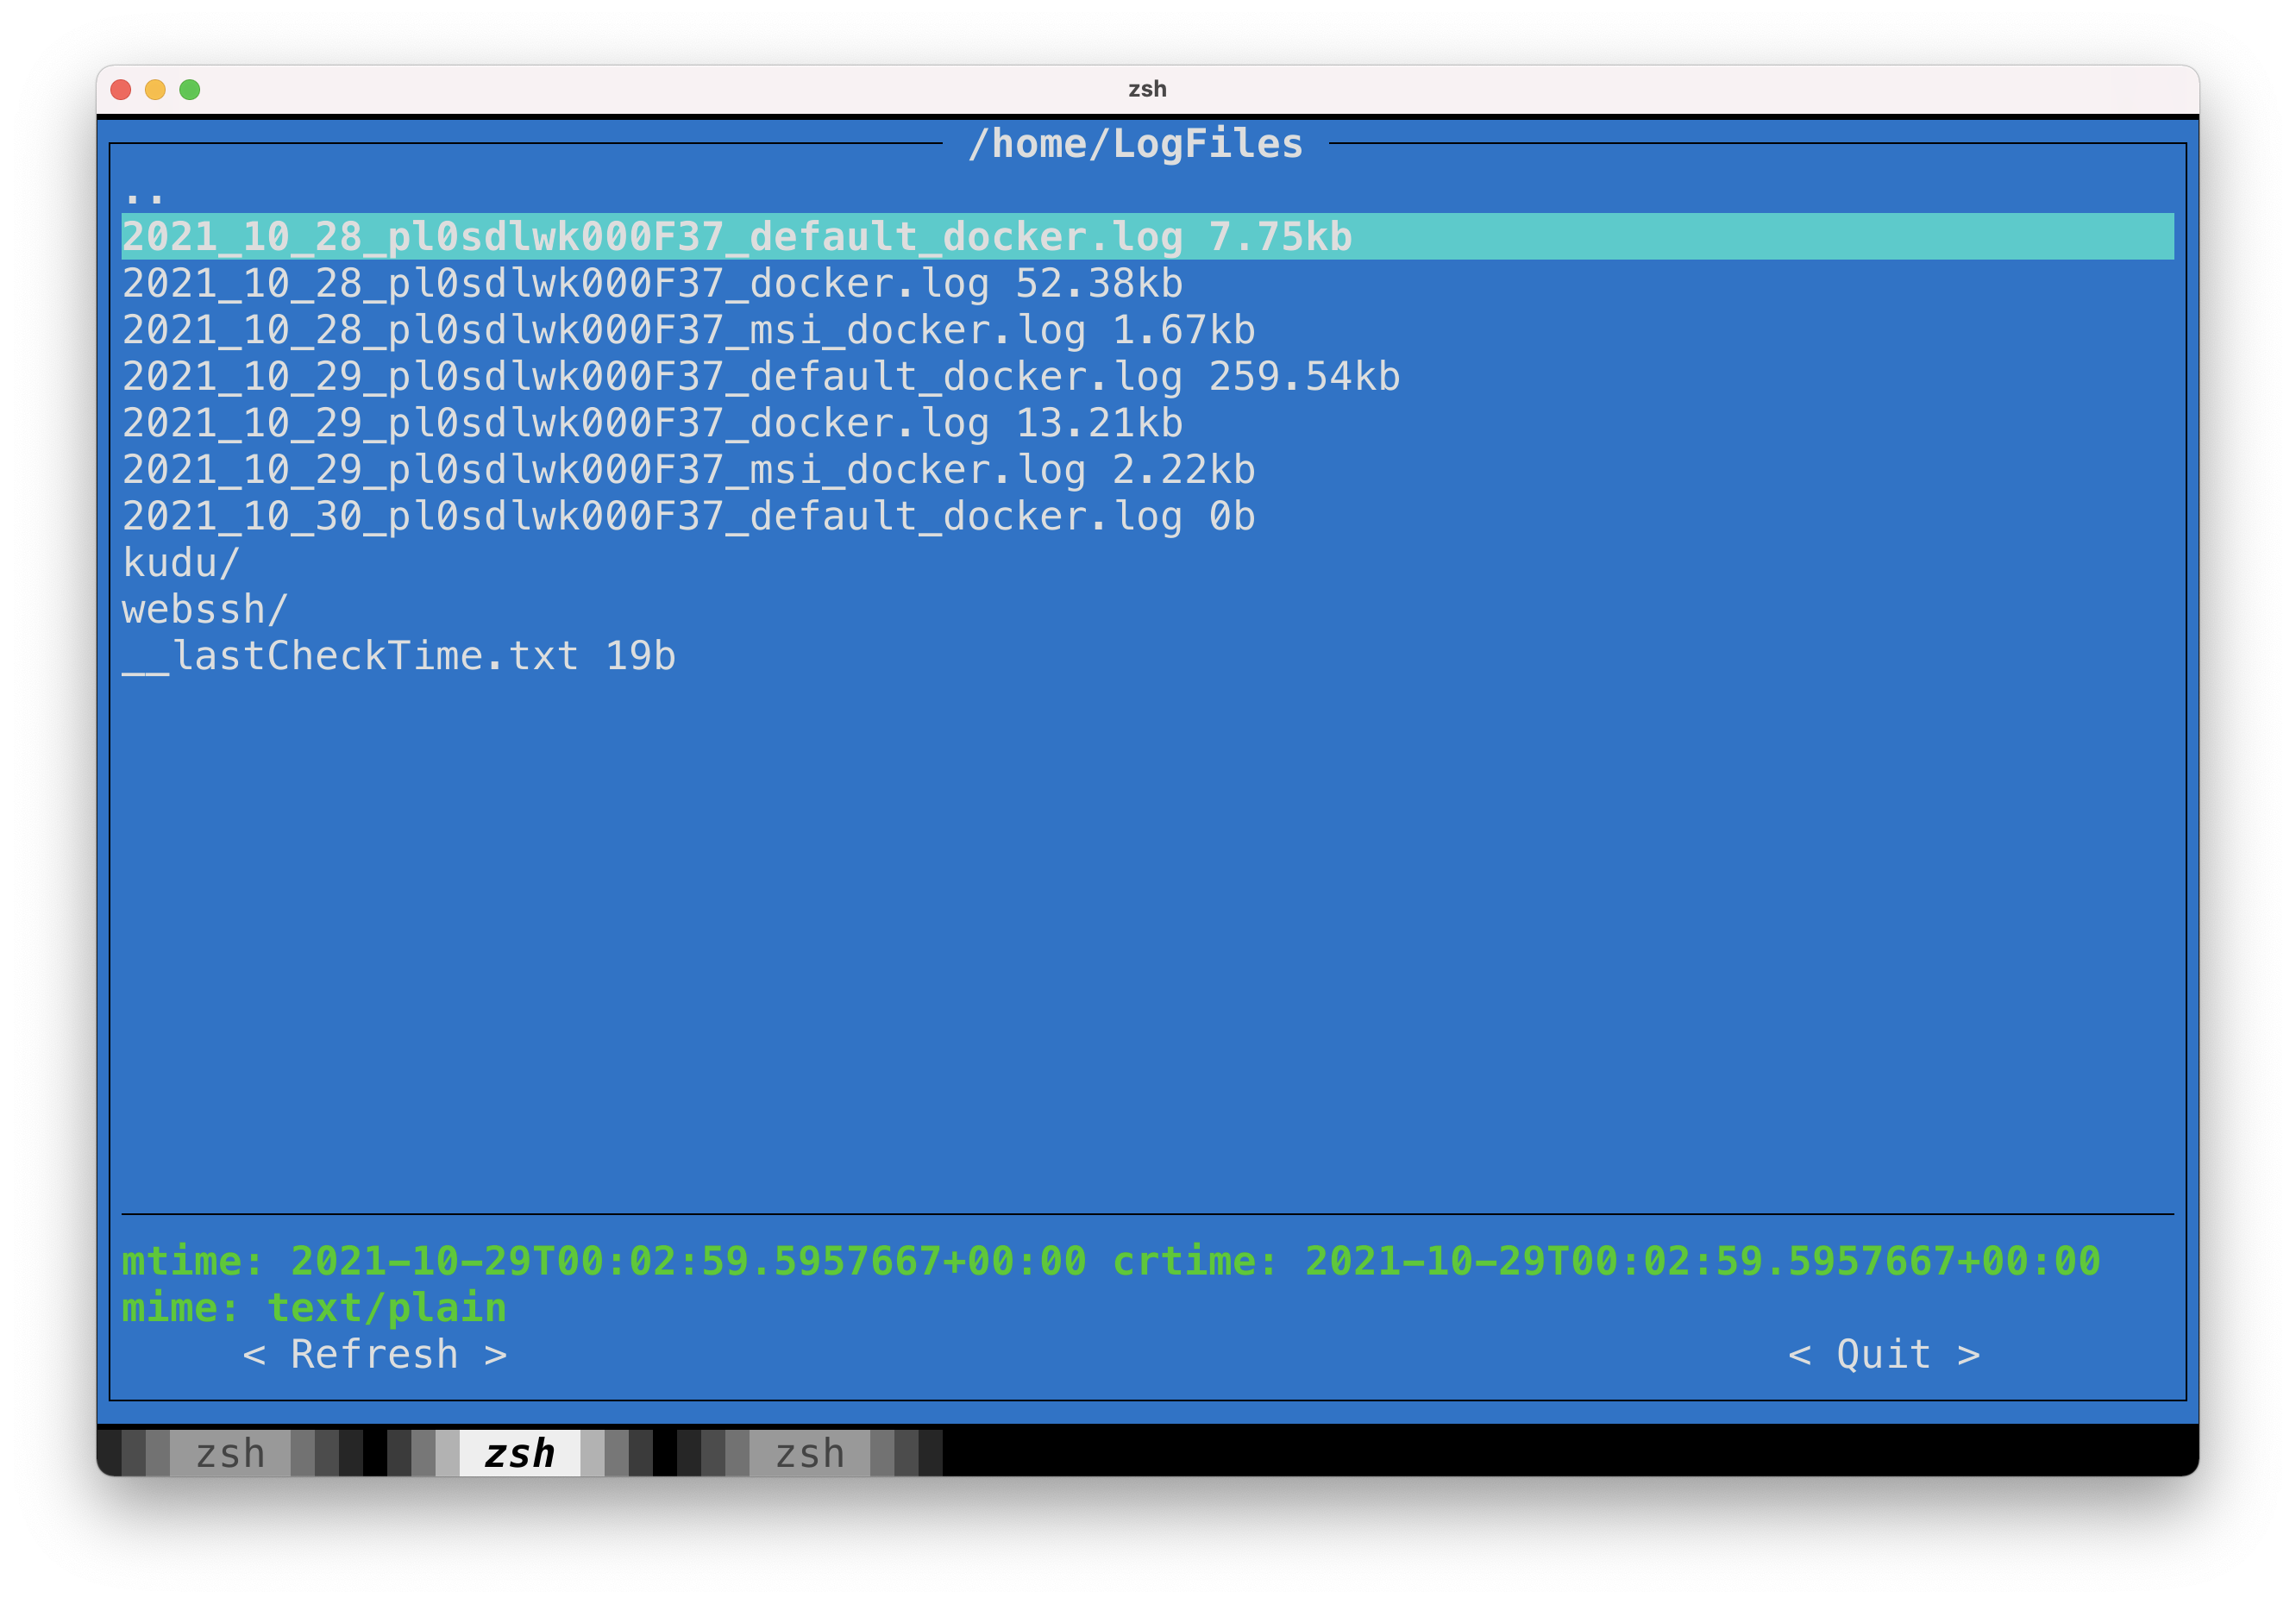 zsh
/home/LogFiles
..
2021_10_28_pl0sdlwk000F37_default_docker.log 7.75kb
2021_10_28_pl0sdlwk000F37_docker.log 52.38kb
2021_10_28_pl0sdlwk000F37_msi_docker.log 1.67kb
2021_10_29_pl0sdlwk000F37_default_docker.log 259.54kb
2021_10_29_pl0sdlwk000F37_docker.log 13.21kb
2021_10_29_pl0sdlwk000F37_msi_docker.log 2.22kb
2021_10_30_pl0sdlwk000F37_default_docker.log 0b
kudu/
webssh/
__lastCheckTime.txt 19b
mtime: 2021-10-29T00:02:59.5957667+00:00 crtime: 2021-10-29T00:02:59.5957667+00:00
mime: text/plain
< Refresh > < Quit >
zsh zsh zsh